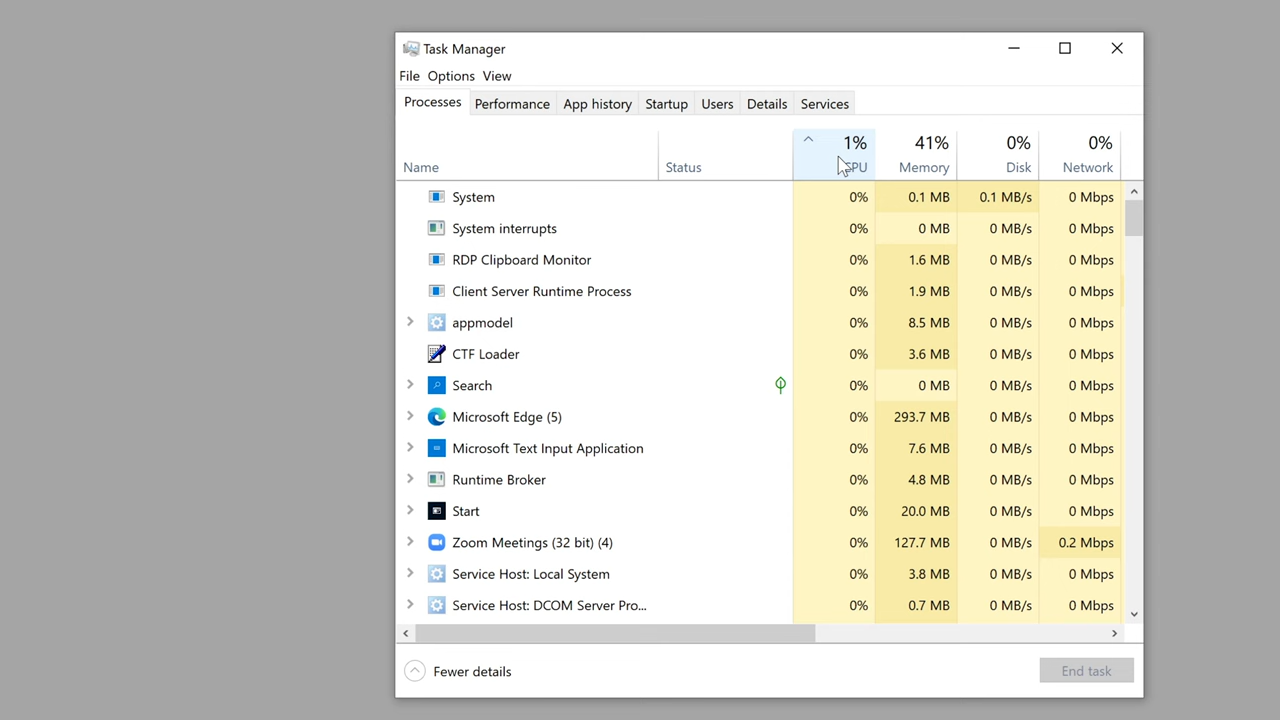 Task Manager
File Options View
Processes Performance App history Startup Users Details Services
1% 41% 0% 0%
Name Status CPU Memory Disk Network
System 0% 0.1 MB 0.1 MB/s 0 Mbps
System interrupts 0% 0 MB 0 MB/s 0 Mbps
RDP Clipboard Monitor 0% 1.6 MB 0 MB/s 0 Mbps
Client Server Runtime Process 0% 1.9 MB 0 MB/s 0 Mbps
appmodel 0% 8.5 MB 0 MB/s 0 Mbps
CTF Loader 0% 3.6 MB 0 MB/s 0 Mbps
Search 0% 0 MB 0 MB/s 0 Mbps
Microsoft Edge (5) 0% 293.7 MB 0 MB/s 0 Mbps
Microsoft Text Input Application 0% 7.6 MB 0 MB/s 0 Mbps
Runtime Broker 0% 4.8 MB 0 MB/s 0 Mbps
Start 0% 20.0 MB 0 MB/s 0 Mbps
Zoom Meetings (32 bit) (4) 0% 127.7 MB 0 MB/s 0.2 Mbps
Service Host: Local System 0% 3.8 MB 0 MB/s 0 Mbps
Service Host: DCOM Server Pro... 0% 0.7 MB 0 MB/s 0 Mbps
Fewer details End task